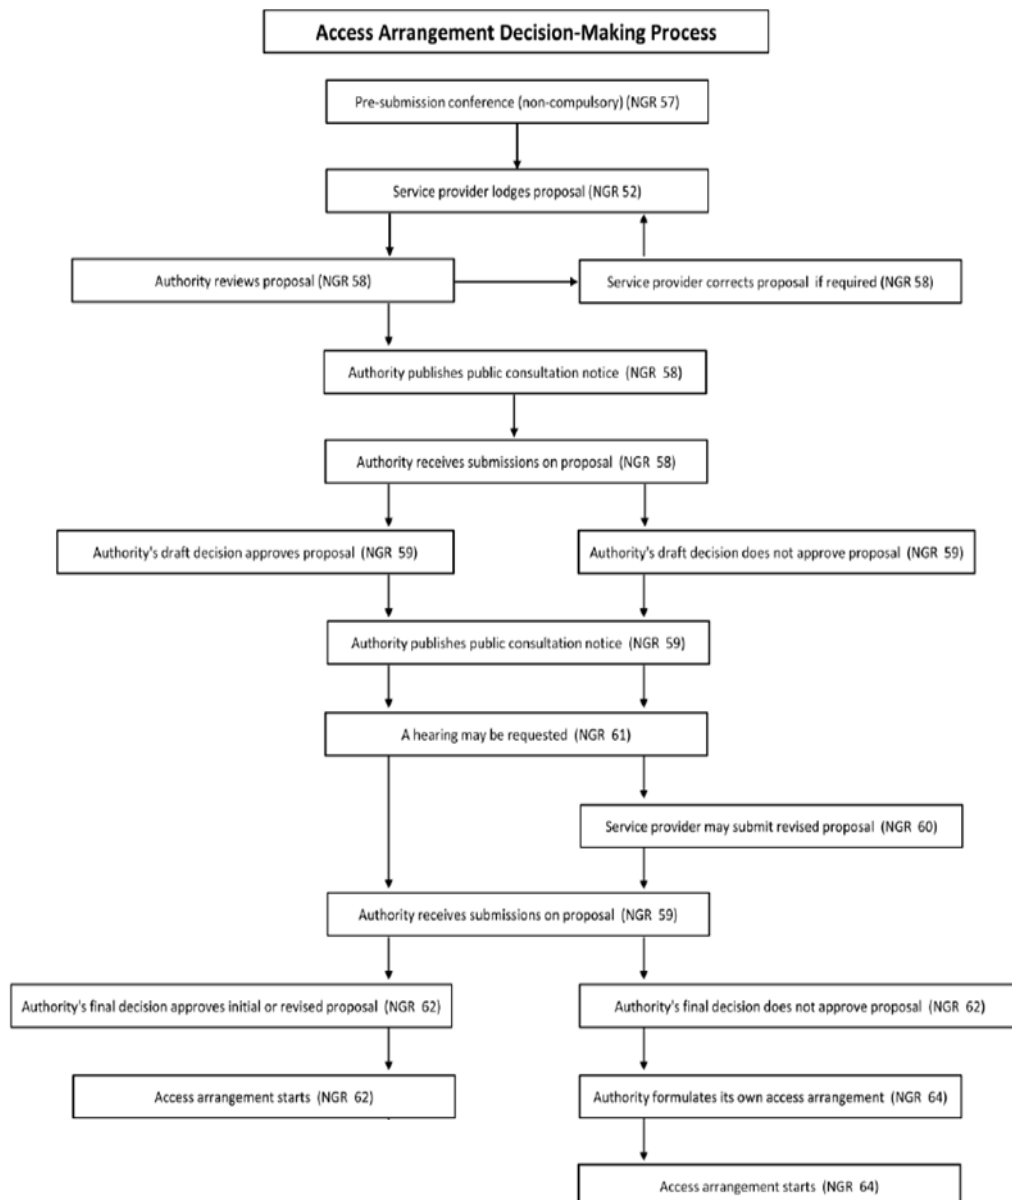 Access Arrangement Decision-Making Process
Pre-submission conference (non-compulsory) (NGR 57)
Service provider lodges proposal (NGR 52)
Authority reviews proposal (NGR 58)
Service provider corrects proposal if required (NGR 58)
Authority publishes public consultation notice (NGR 58)
Authority receives submissions on proposal (NGR 58)
Authority's draft decision approves proposal (NGR 59)
Authority's draft decision does not approve proposal (NGR 59)
Authority publishes public consultation notice (NGR 59)
A hearing may be requested (NGR 61)
Service provider may submit revised proposal (NGR 60)
Authority receives submissions on proposal (NGR 59)
Authority's final decision approves initial or revised proposal (NGR 62)
Authority's final decision does not approve proposal (NGR 62)
Access arrangement starts (NGR 62)
Authority formulates its own access arrangement (NGR 64)
Access arrangement starts (NGR 64)